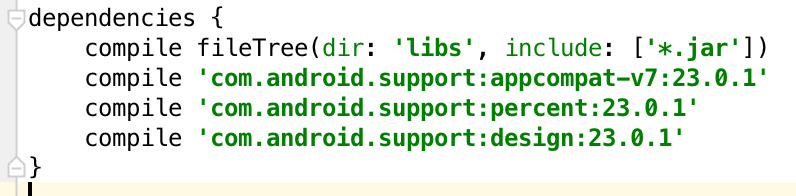 dependencies {
    compile fileTree(dir: 'libs', include: ['*.jar'])
    compile 'com.android.support:appcompat-v7:23.0.1'
    compile 'com.android.support:percent:23.0.1'
    compile 'com.android.support:design:23.0.1'
}